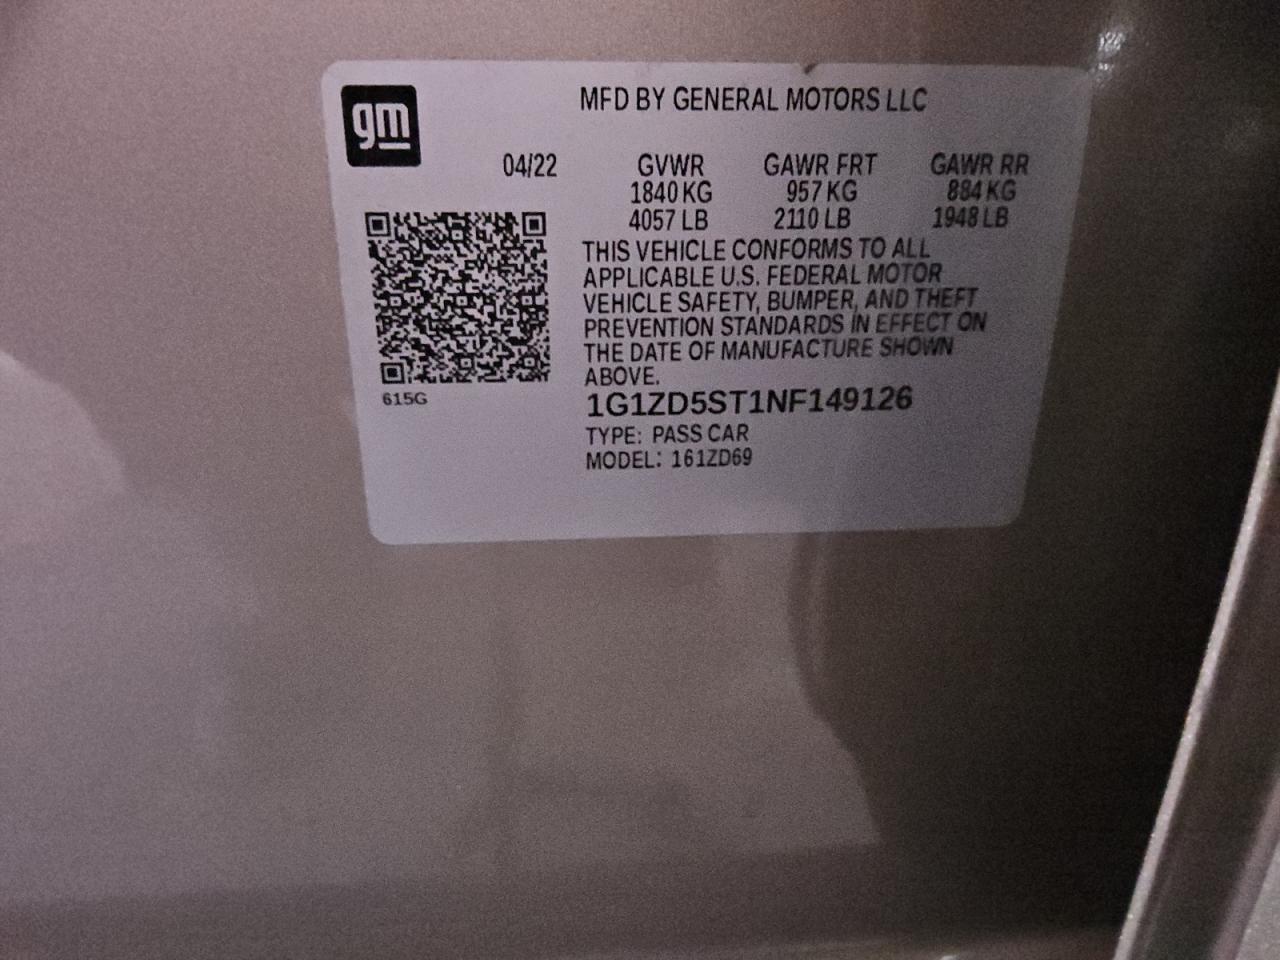 gm
MFD BY GENERAL MOTORS LLC
04/22 GVWR GAWR FRT GAWR RR
1840 KG 957 KG 884 KG
4057 LB 2110 LB 1948 LB
THIS VEHICLE CONFORMS TO ALL
APPLICABLE U.S. FEDERAL MOTOR
VEHICLE SAFETY, BUMPER, AND THEFT
PREVENTION STANDARDS IN EFFECT ON
THE DATE OF MANUFACTURE SHOWN
ABOVE.
615G
1G1ZD5ST1NF149126
TYPE: PASS CAR
MODEL: 161ZD69